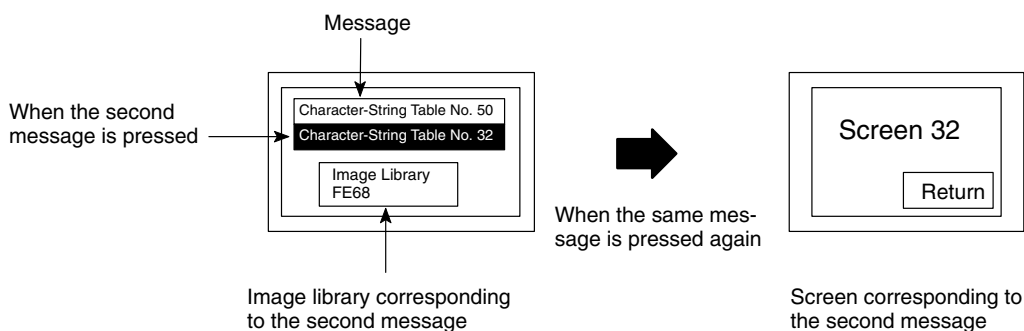 Message
When the second
message is pressed
Character-String Table No. 50
Character-String Table No. 32
Image Library
FE68
When the same mes-
sage is pressed again
Screen 32
Return
Image library corresponding
to the second message
Screen corresponding to
the second message